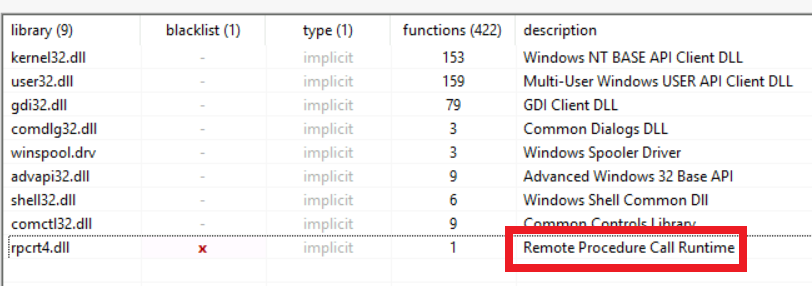 library (9) blacklist (1) type (1) functions (422) description
kernel32.dll - implicit 153 Windows NT BASE API Client DLL
user32.dll - implicit 159 Multi-User Windows USER API Client DLL
gdi32.dll - implicit 79 GDI Client DLL
comdlg32.dll - implicit 3 Common Dialogs DLL
winspool.drv - implicit 3 Windows Spooler Driver
advapi32.dll - implicit 9 Advanced Windows 32 Base API
shell32.dll - implicit 6 Windows Shell Common Dll
comctl32.dll - implicit 9 Common Controls Library
rpcrt4.dll x implicit 1 Remote Procedure Call Runtime